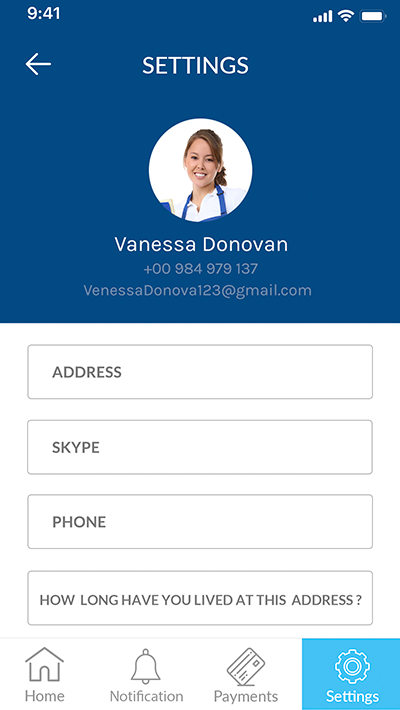 9:41
SETTINGS
Vanessa Donovan
+00 984 979 137
VenessaDonova123@gmail.com
ADDRESS
SKYPE
PHONE
HOW LONG HAVE YOU LIVED AT THIS ADDRESS ?
Home Notification Payments Settings